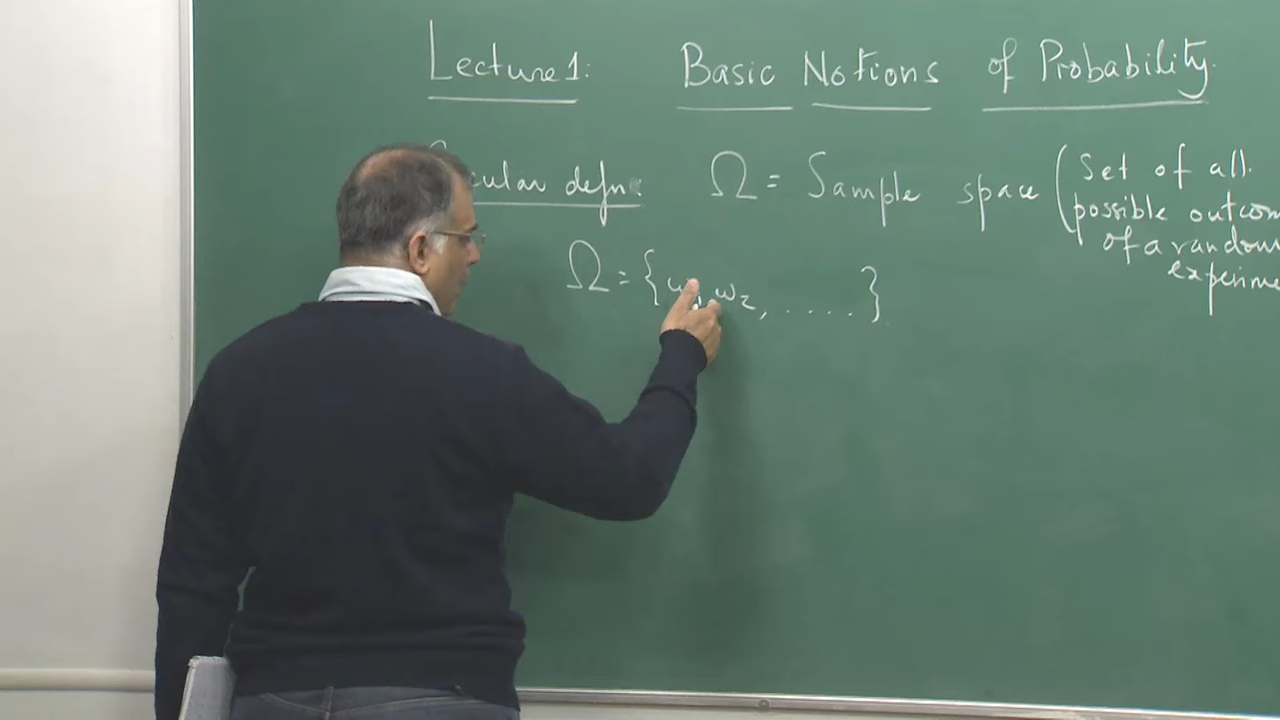 Lecture 1: Basic Notions of Probability.
cular defn: Ω = Sample space (Set of all
possible outcom
of a random
experime
Ω = {ω1, ω2, ..... }